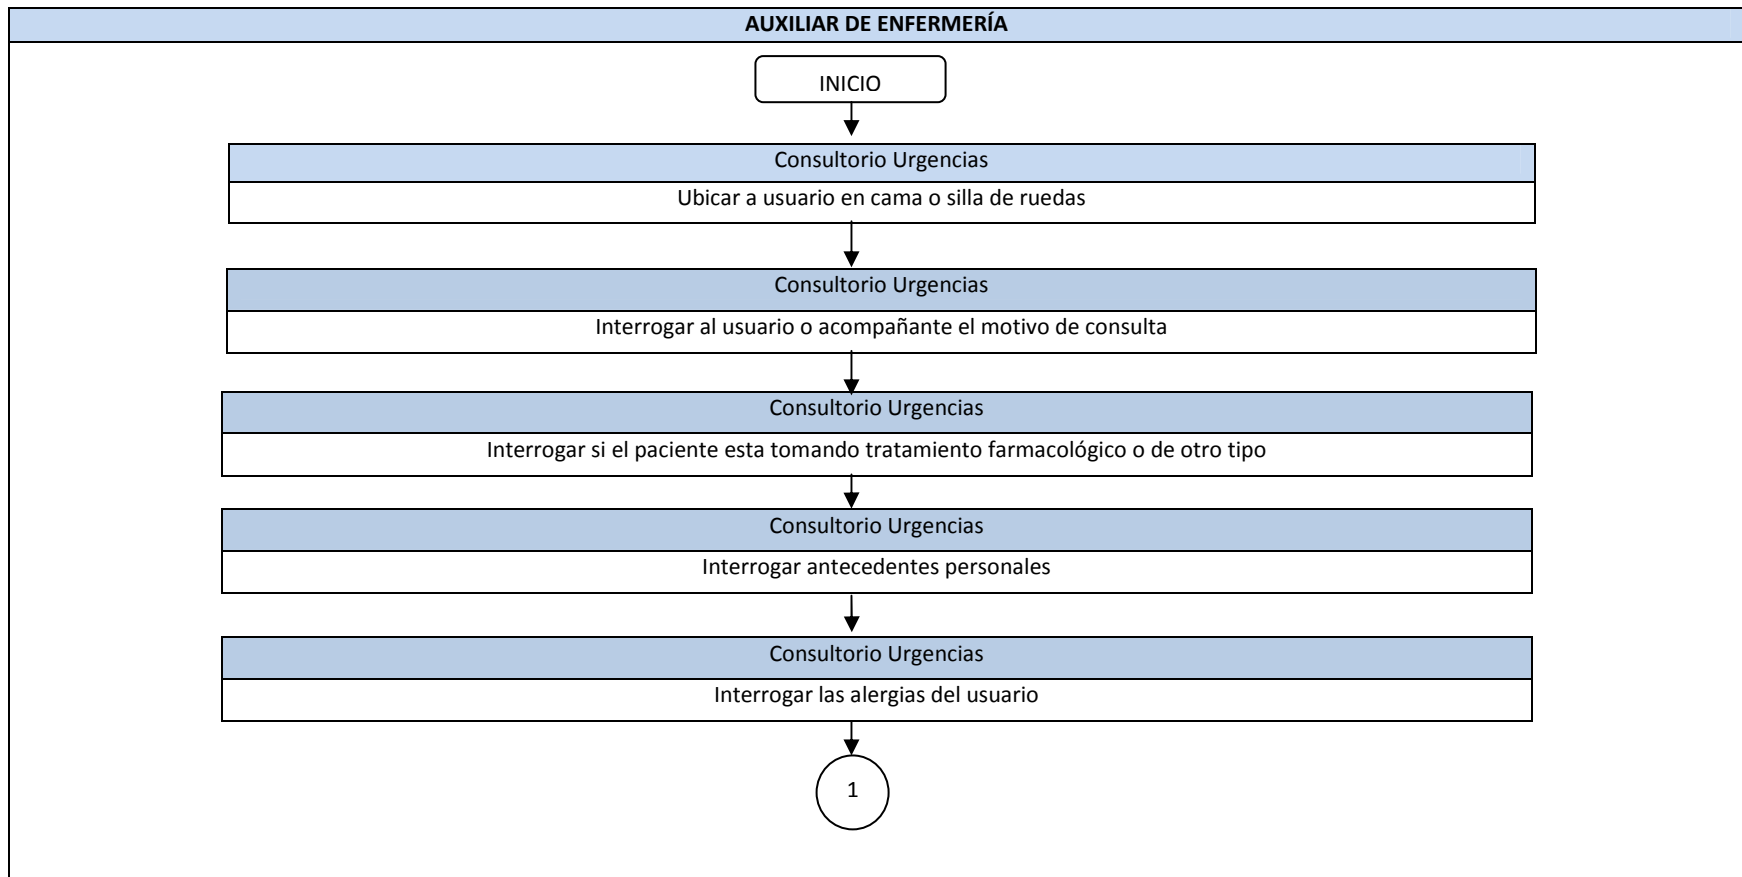 AUXILIAR DE ENFERMERÍA
INICIO
Consultorio Urgencias
Ubicar a usuario en cama o silla de ruedas
Consultorio Urgencias
Interrogar al usuario o acompañante el motivo de consulta
Consultorio Urgencias
Interrogar si el paciente esta tomando tratamiento farmacológico o de otro tipo
Consultorio Urgencias
Interrogar antecedentes personales
Consultorio Urgencias
Interrogar las alergias del usuario
1